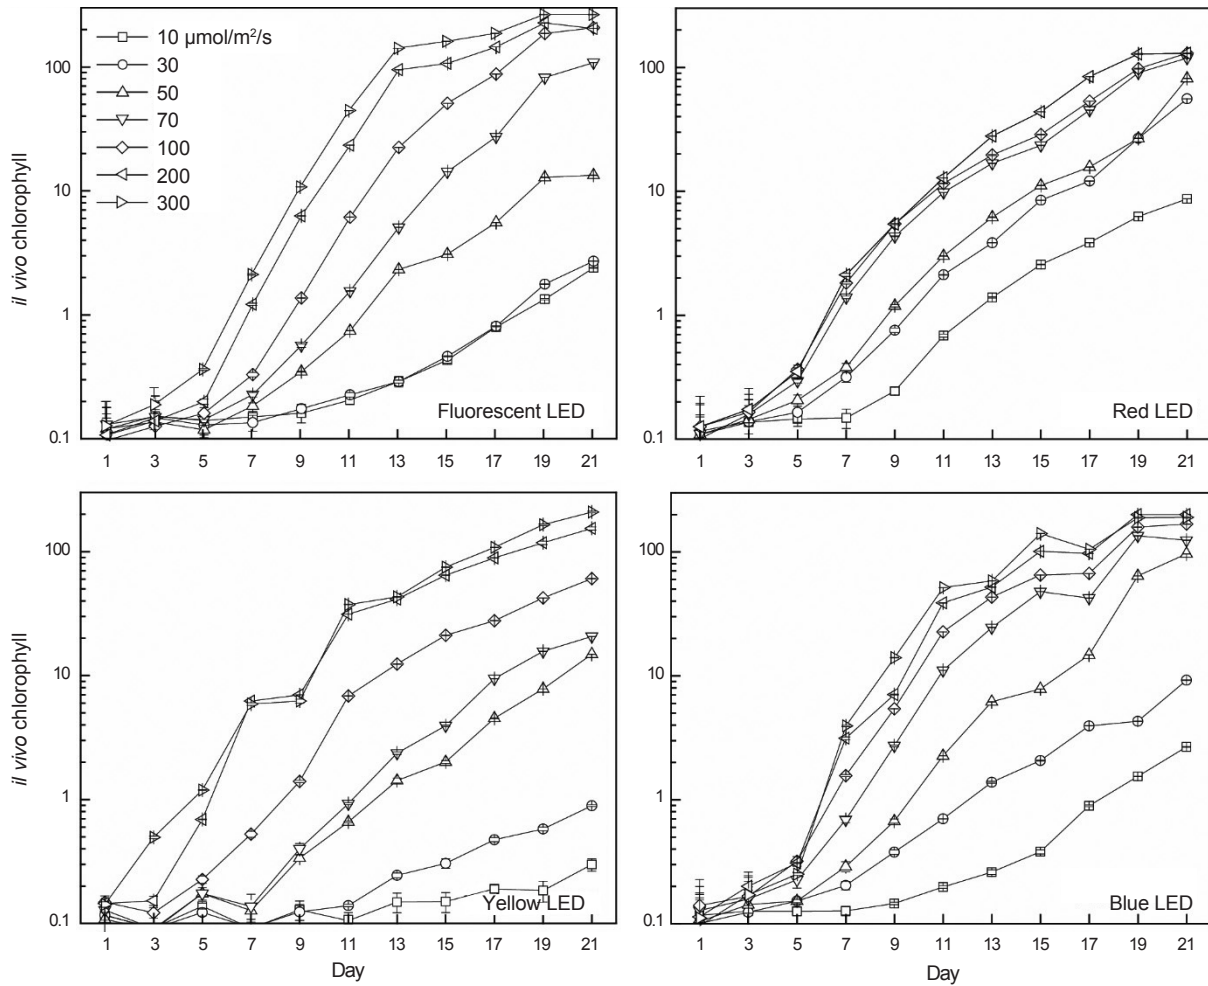 100
10
1
0.1
il vivo chlorophyll
10 µmol/m²/s
30
50
70
100
200
300
Fluorescent LED
1 3 5 7 9 11 13 15 17 19 21
100
10
1
0.1
Red LED
1 3 5 7 9 11 13 15 17 19 21
100
10
1
0.1
il vivo chlorophyll
Yellow LED
1 3 5 7 9 11 13 15 17 19 21
Day
100
10
1
0.1
Blue LED
1 3 5 7 9 11 13 15 17 19 21
Day